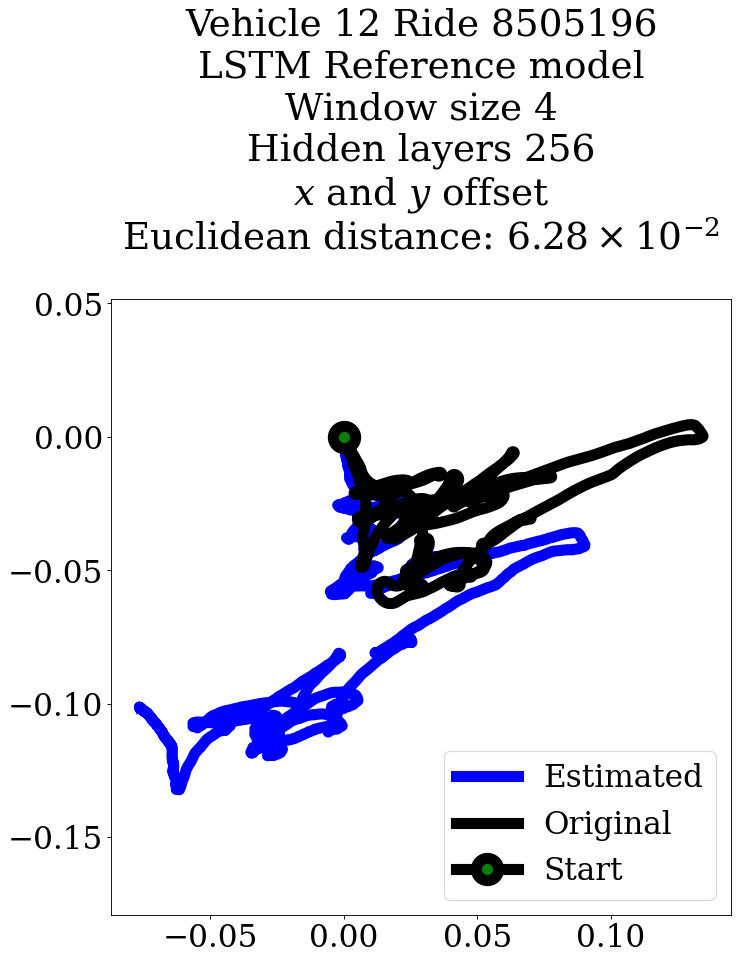 Vehicle 12 Ride 8505196
LSTM Reference model
Window size 4
Hidden layers 256
x and y offset
Euclidean distance: 6.28 × 10⁻²
0.05
0.00
−0.05
−0.10
−0.15
Estimated
Original
Start
−0.05 0.00 0.05 0.10